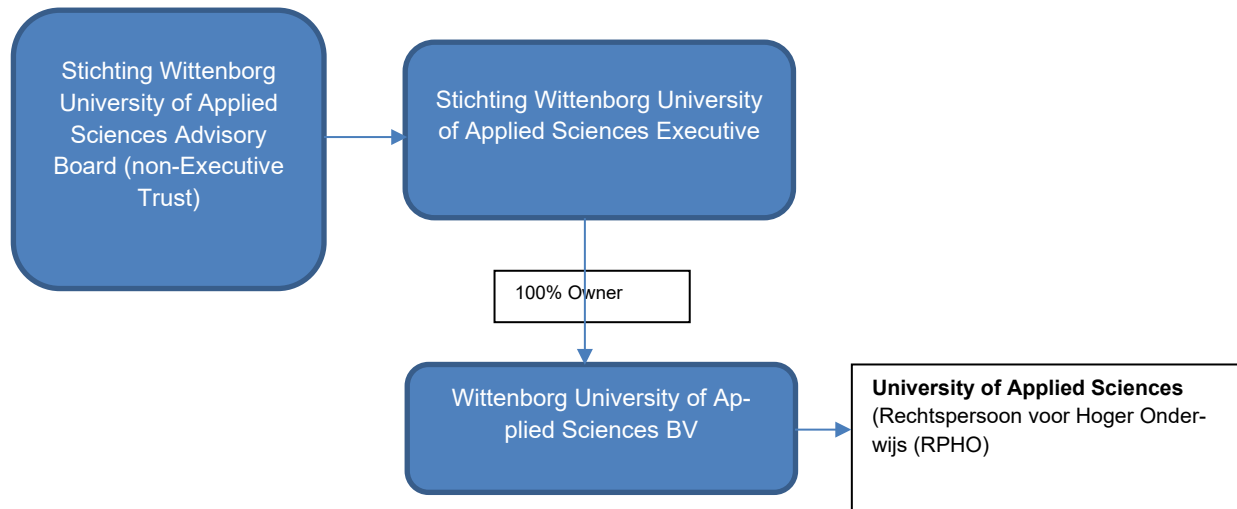 Stichting Wittenborg
University of Applied
Sciences Advisory
Board (non-Executive
Trust)
Stichting Wittenborg University
of Applied Sciences Executive
100% Owner
Wittenborg University of Ap-
plied Sciences BV
University of Applied Sciences
(Rechtspersoon voor Hoger Onder-
wijs (RPHO)